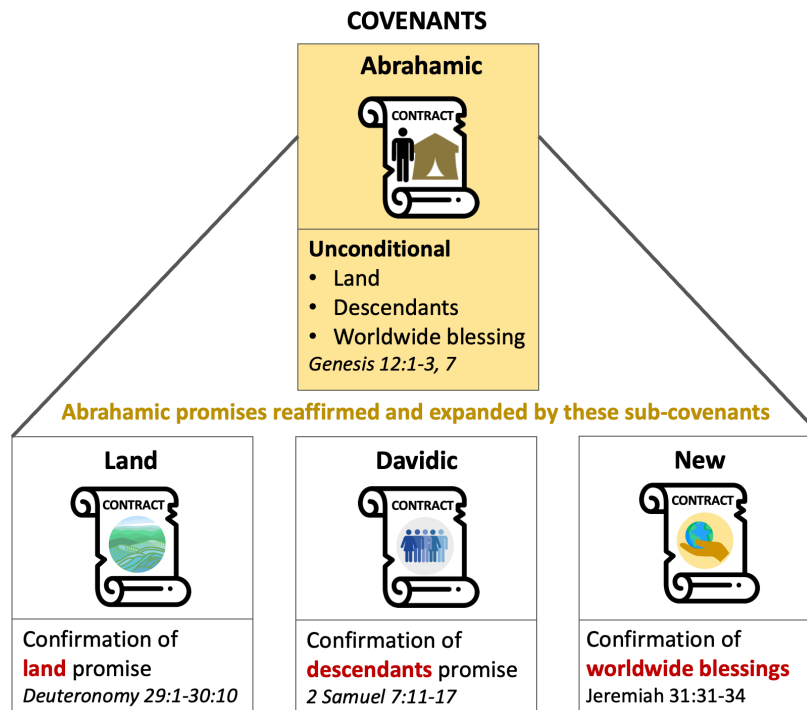 COVENANTS
Abrahamic
CONTRACT
Unconditional
• Land
• Descendants
• Worldwide blessing
Genesis 12:1-3, 7
Abrahamic promises reaffirmed and expanded by these sub-covenants
Land
CONTRACT
Confirmation of
land promise
Deuteronomy 29:1-30:10
Davidic
CONTRACT
Confirmation of
descendants promise
2 Samuel 7:11-17
New
CONTRACT
Confirmation of
worldwide blessings
Jeremiah 31:31-34